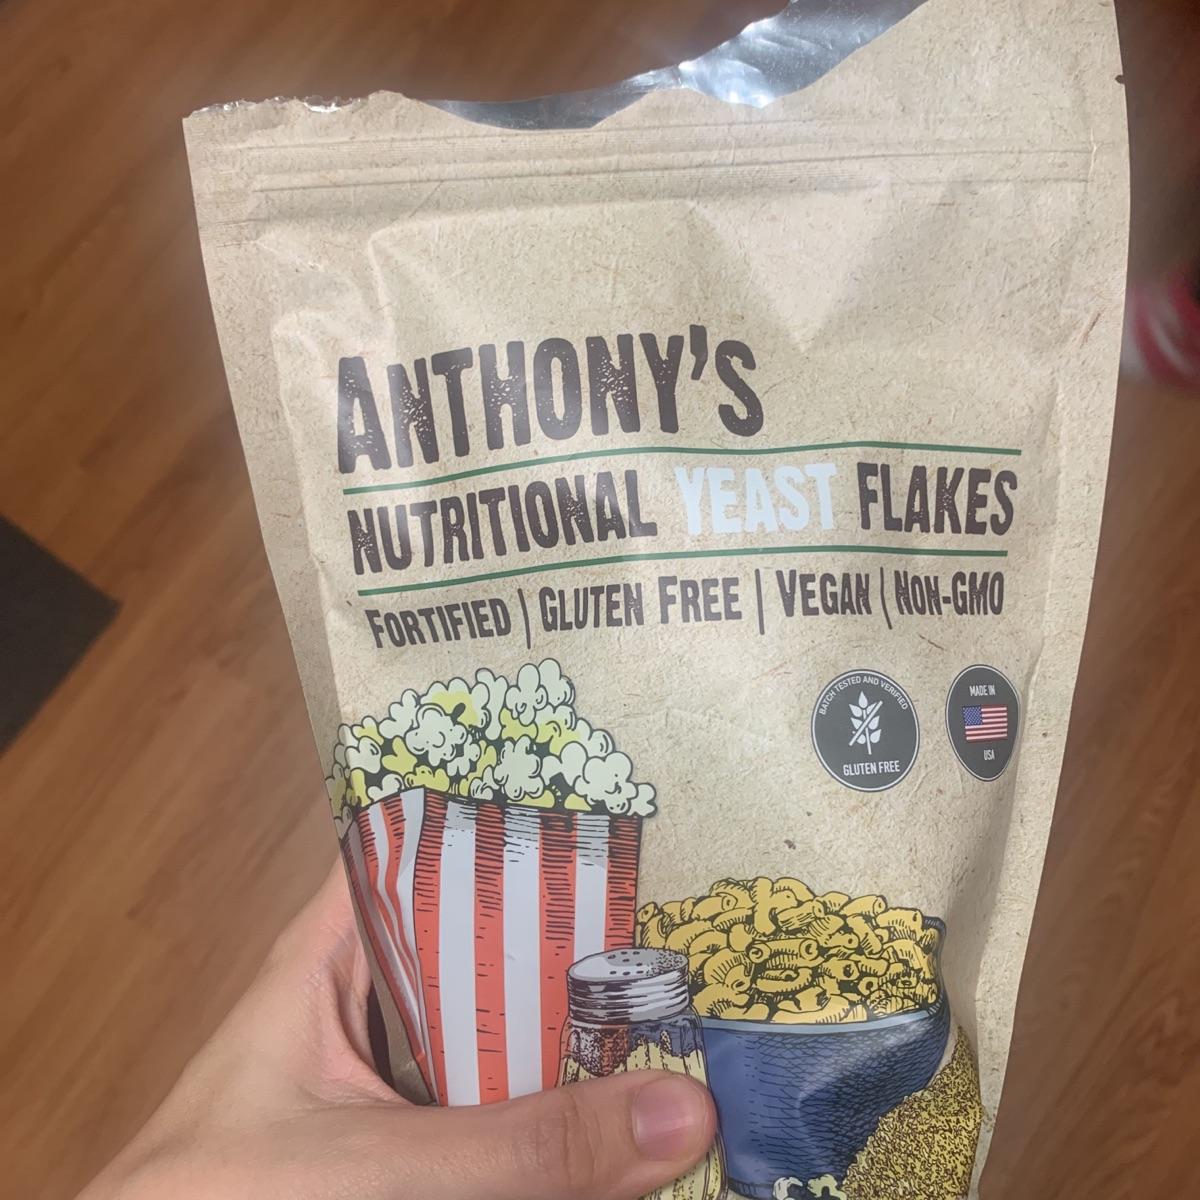 ANTHONY'S
NUTRITIONAL YEAST FLAKES
FORTIFIED | GLUTEN FREE | VEGAN | NON-GMO
BATCH TESTED AND VERIFIED
GLUTEN FREE
MADE IN
USA